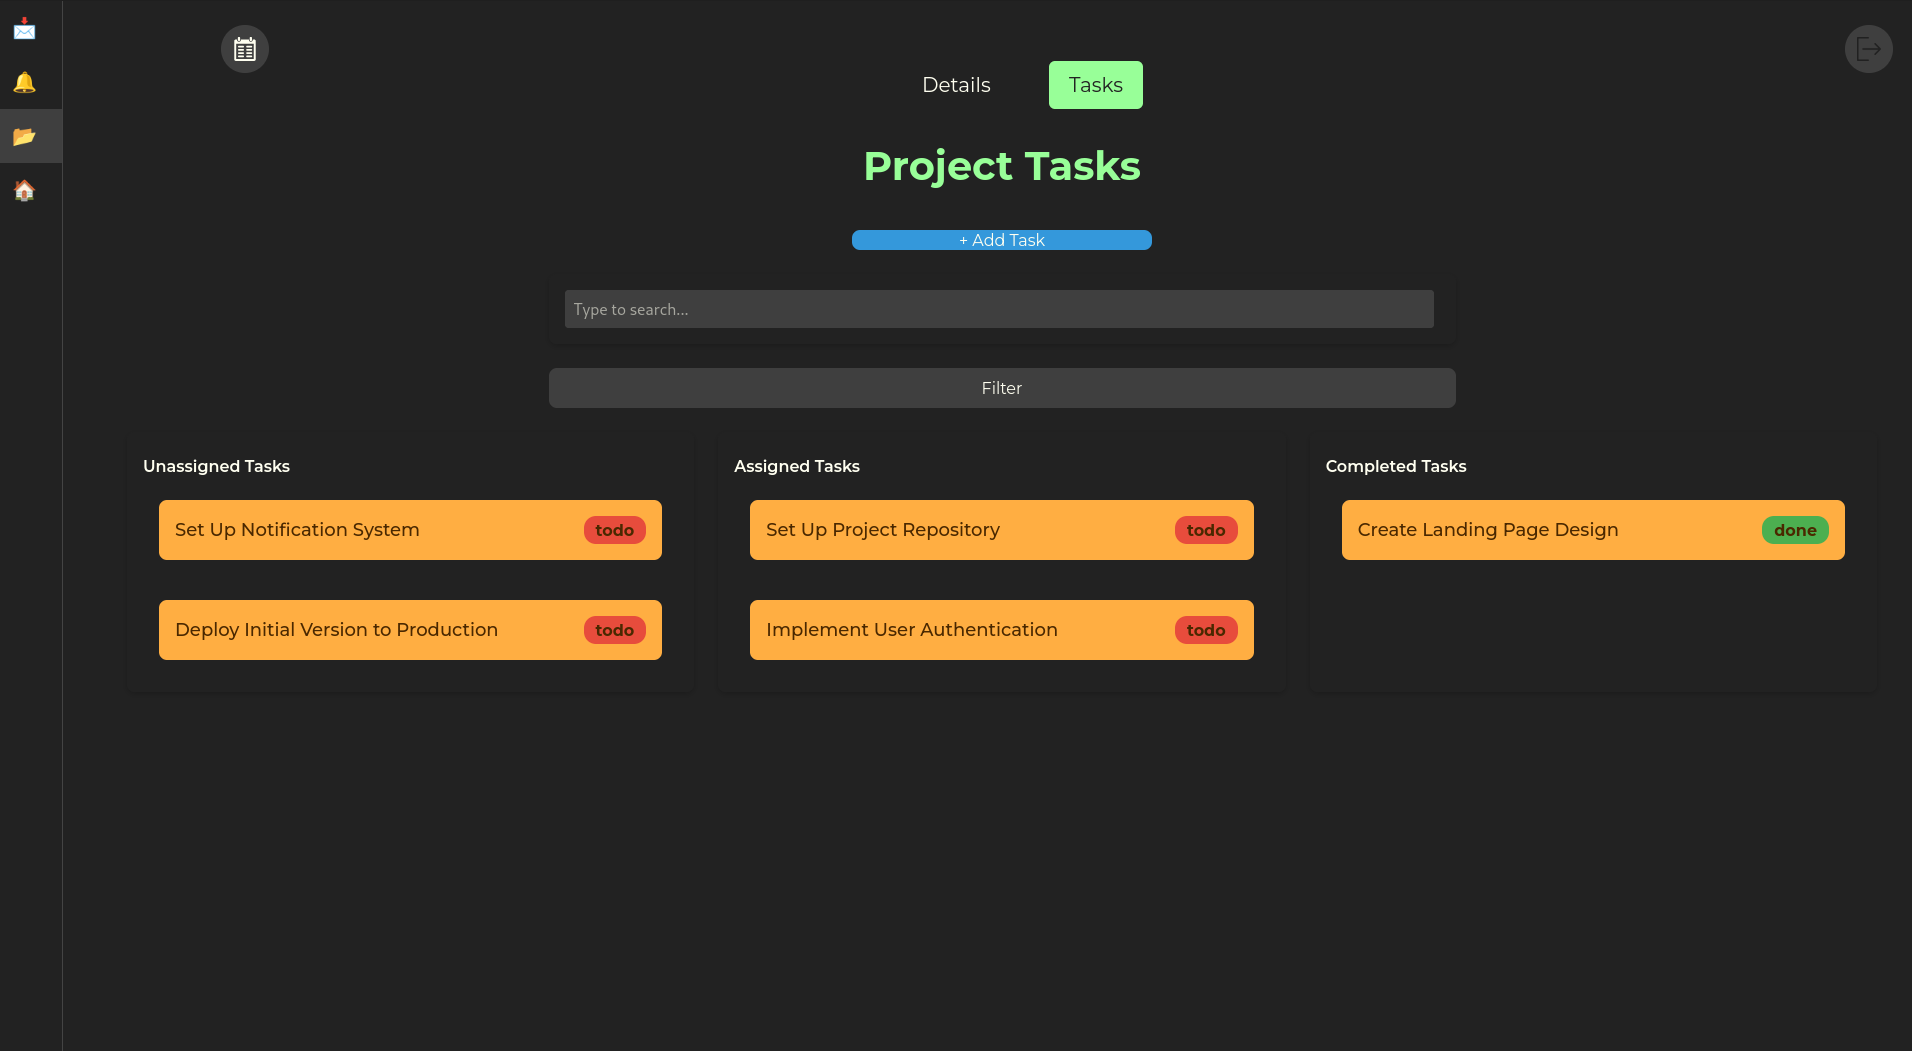 Details
Tasks
Project Tasks
+ Add Task
Type to search...
Filter
Unassigned Tasks
Set Up Notification System
todo
Deploy Initial Version to Production
todo
Assigned Tasks
Set Up Project Repository
todo
Implement User Authentication
todo
Completed Tasks
Create Landing Page Design
done